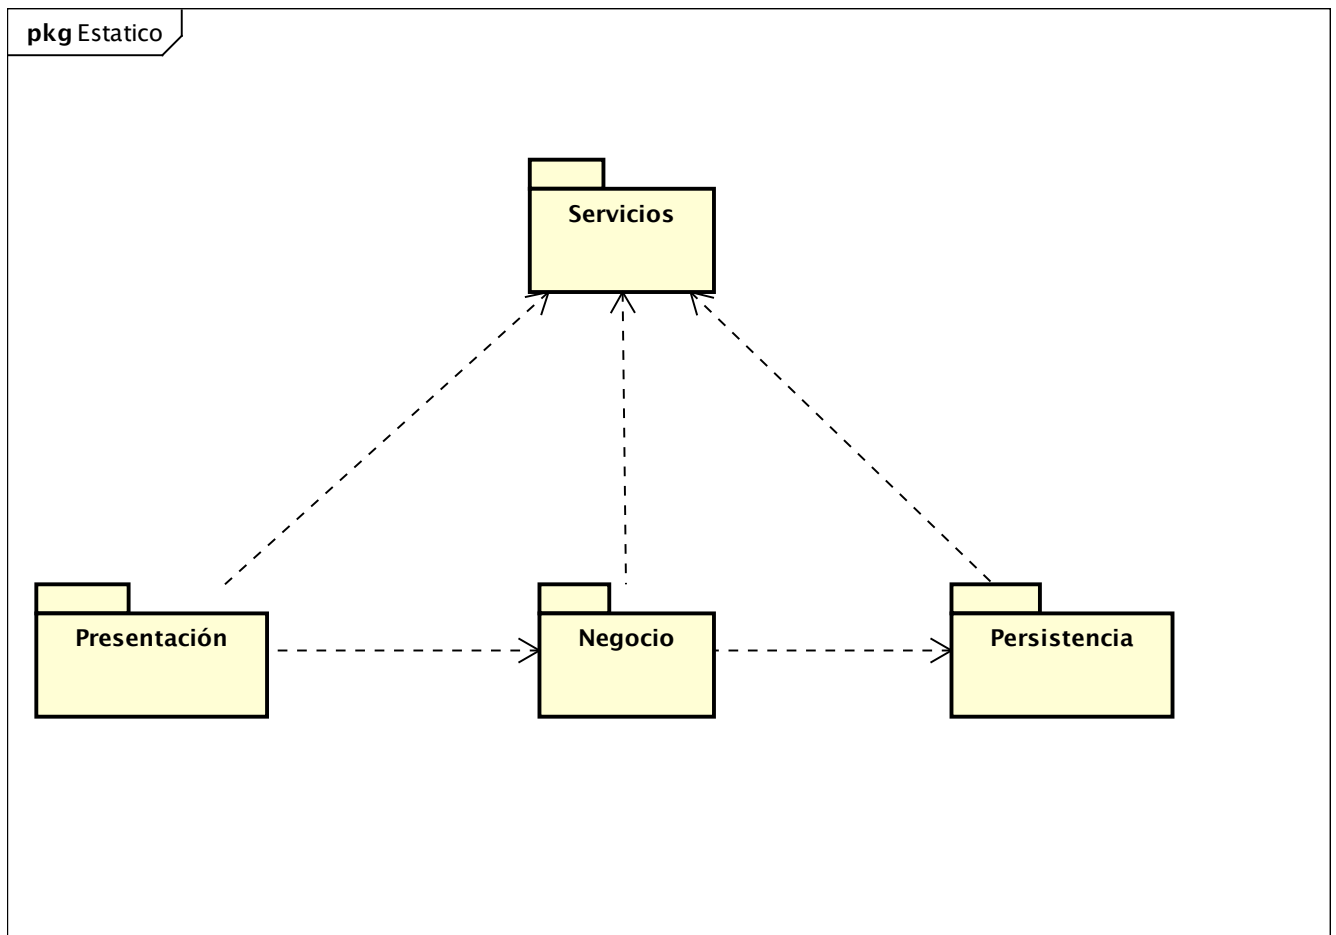 pkg Estatico
Servicios
Presentación
Negocio
Persistencia